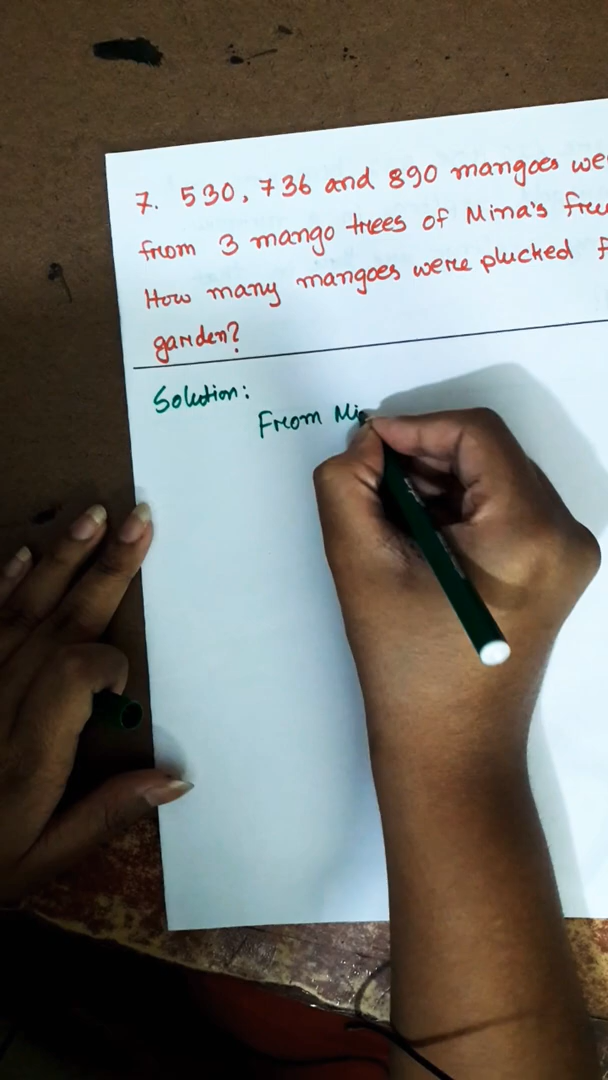 7. 530, 736 and 890 mangoes we
from 3 mango trees of Mina's
How many mangoes were plucked f
garden?
Solution:
From Mi